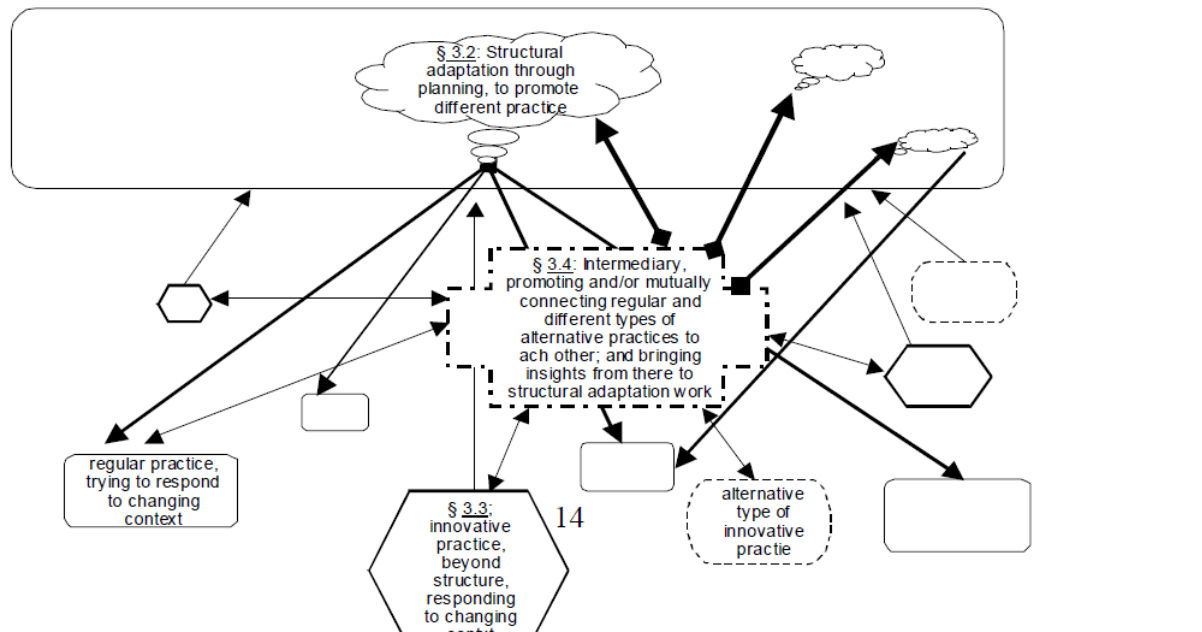 § 3.2: Structural
adaptation through
planning, to promote
different practice
§ 3.4: Intermediary,
promoting and/or mutually
connecting regular and
different types of
alternative practices to
ach other; and bringing
insights from there to
structural adaptation work
regular practice,
trying to respond
to changing
context
§ 3.3;
innovative
practice,
beyond
structure,
responding
to changing
14
alternative
type of
innovative
practie